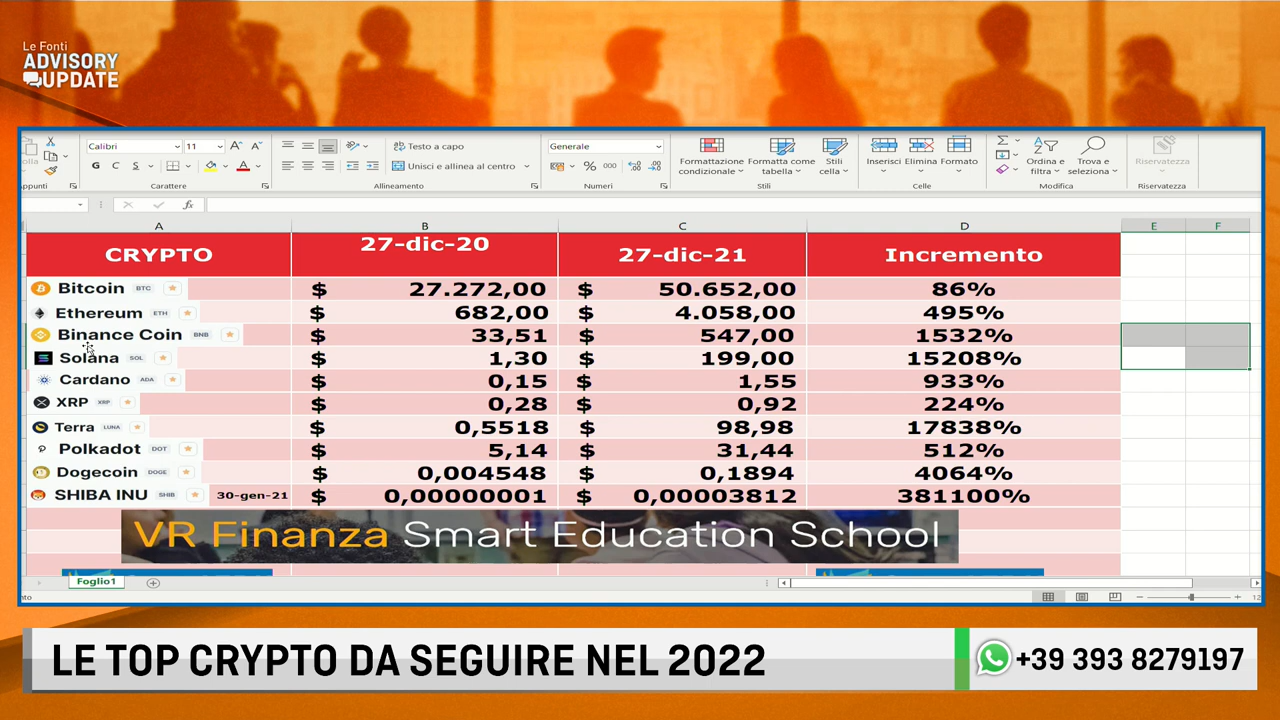 Le Fonti
ADVISORY
UPDATE
Calibri 11 Testo a capo Generale
G C S Unisci e allinea al centro % 000
Formattazione condizionale Formatta come tabella Stili cella Inserisci Elimina Formato Ordina e filtra Trova e seleziona Riservatezza
Appunti Carattere Allineamento Numeri Stili Celle Modifica Riservatezza
fx
A B C D E F
CRYPTO 27-dic-20 27-dic-21 Incremento
Bitcoin BTC $ 27.272,00 $ 50.652,00 86%
Ethereum ETH $ 682,00 $ 4.058,00 495%
Binance Coin BNB $ 33,51 $ 547,00 1532%
Solana SOL $ 1,30 $ 199,00 15208%
Cardano ADA $ 0,15 $ 1,55 933%
XRP XRP $ 0,28 $ 0,92 224%
Terra LUNA $ 0,5518 $ 98,98 17838%
Polkadot DOT $ 5,14 $ 31,44 512%
Dogecoin DOGE $ 0,004548 $ 0,1894 4064%
SHIBA INU SHIB 30-gen-21 $ 0,00000001 $ 0,00003812 381100%
VR Finanza Smart Education School
Foglio1
LE TOP CRYPTO DA SEGUIRE NEL 2022
+39 393 8279197